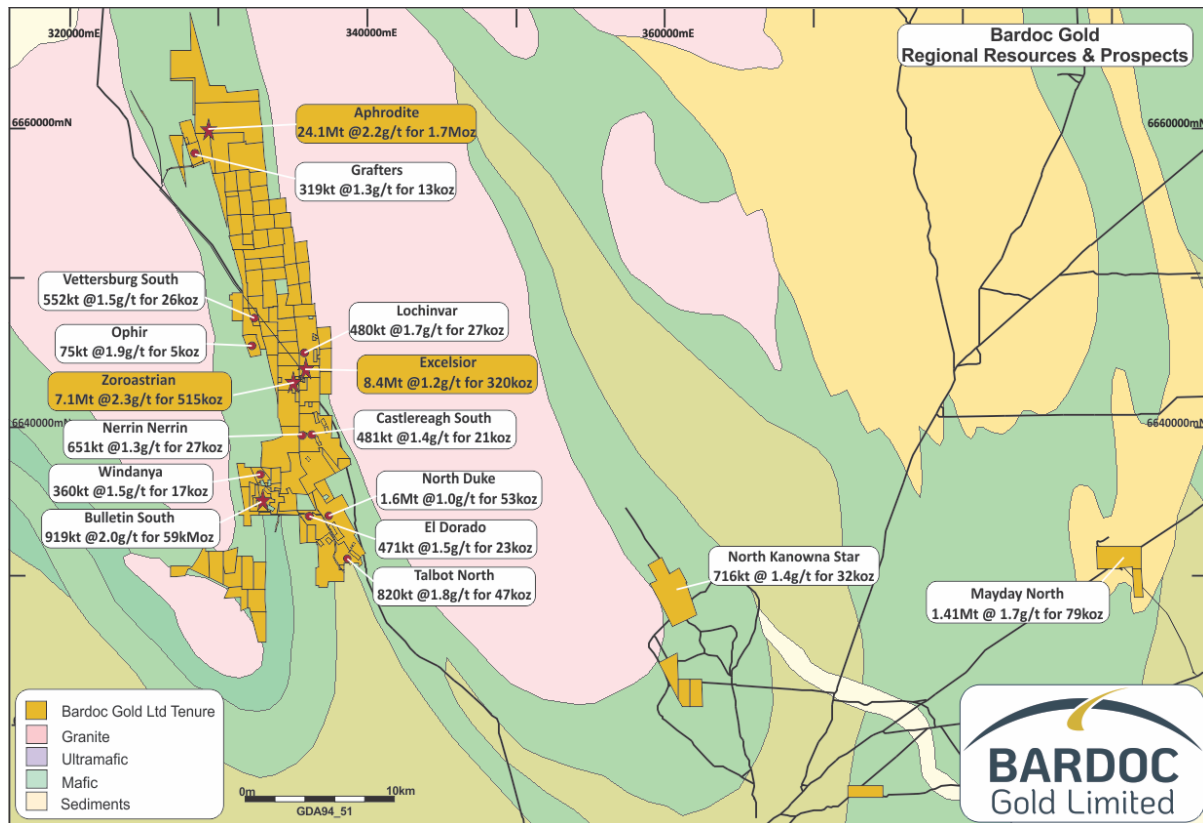 320000mE
340000mE
360000mE
Bardoc Gold
Regional Resources & Prospects
6660000mN
6660000mN
Aphrodite
24.1Mt @2.2g/t for 1.7Moz
Grafters
319kt @1.3g/t for 13koz
Vettersburg South
552kt @1.5g/t for 26koz
Lochinvar
480kt @1.7g/t for 27koz
Ophir
75kt @1.9g/t for 5koz
Excelsior
8.4Mt @1.2g/t for 320koz
Zoroastrian
7.1Mt @2.3g/t for 515koz
6640000mN
6640000mN
Nerrin Nerrin
651kt @1.3g/t for 27koz
Castlereagh South
481kt @1.4g/t for 21koz
Windanya
360kt @1.5g/t for 17koz
North Duke
1.6Mt @1.0g/t for 53koz
Bulletin South
919kt @2.0g/t for 59kMoz
El Dorado
471kt @1.5g/t for 23koz
Talbot North
820kt @1.8g/t for 47koz
North Kanowna Star
716kt @ 1.4g/t for 32koz
Mayday North
1.41Mt @ 1.7g/t for 79koz
Bardoc Gold Ltd Tenure
Granite
Ultramafic
Mafic
Sediments
0m
10km
GDA94_51
BARDOC
Gold Limited